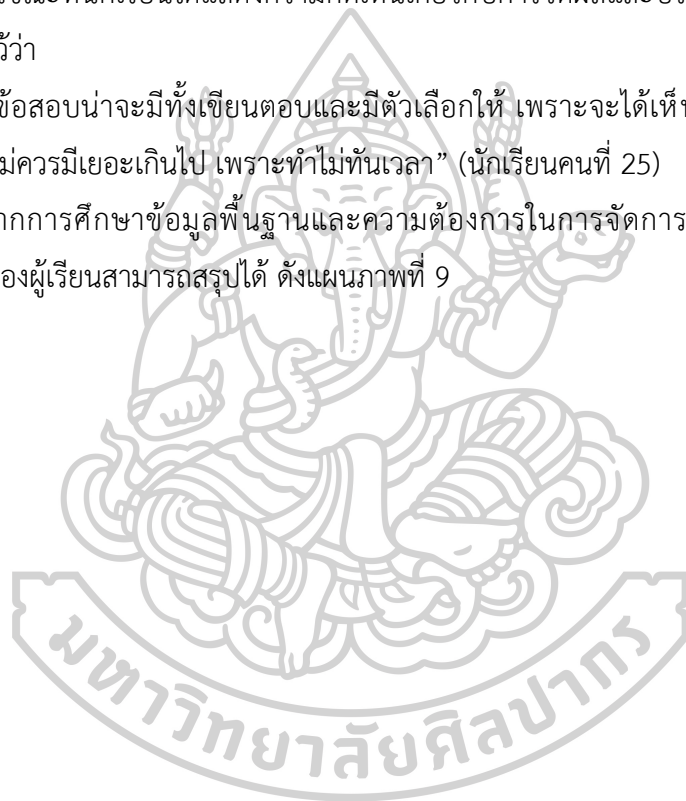 ว้ว่า
ข้อสอบน่าจะมีทั้งเขียนตอบและมีตัวเลือกให้ เพราะจะได้เห็น
ม่ควรมีเยอะเกินไป เพราะทำไม่ทันเวลา” (นักเรียนคนที่ 25)
ากการศึกษาข้อมูลพื้นฐานและความต้องการในการจัดการ
องผู้เรียนสามารถสรุปได้ ดังแผนภาพที่ 9
มหาวิทยาลัยศิลปากร